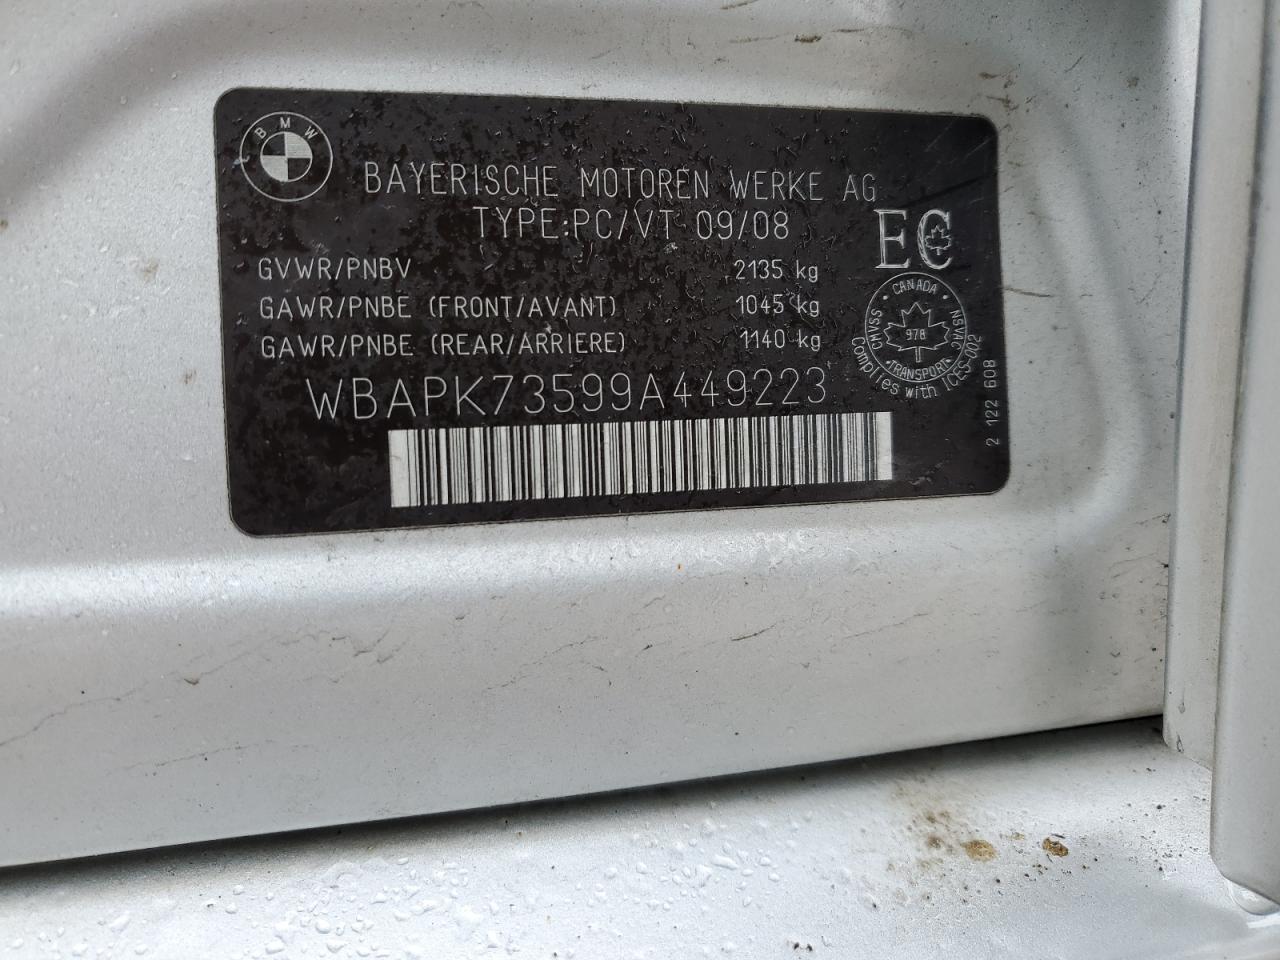 BMW
BAYERISCHE MOTOREN WERKE AG
TYPE:PC/VT 09/08
GVWR/PNBV 2135 kg
GAWR/PNBE (FRONT/AVANT) 1045 kg
GAWR/PNBE (REAR/ARRIERE) 1140 kg
WBAPK73599A449223
EC
CANADA
CMVSS
NSVAC
978
TRANSPORT
Complies with ICES-002
2 122 608